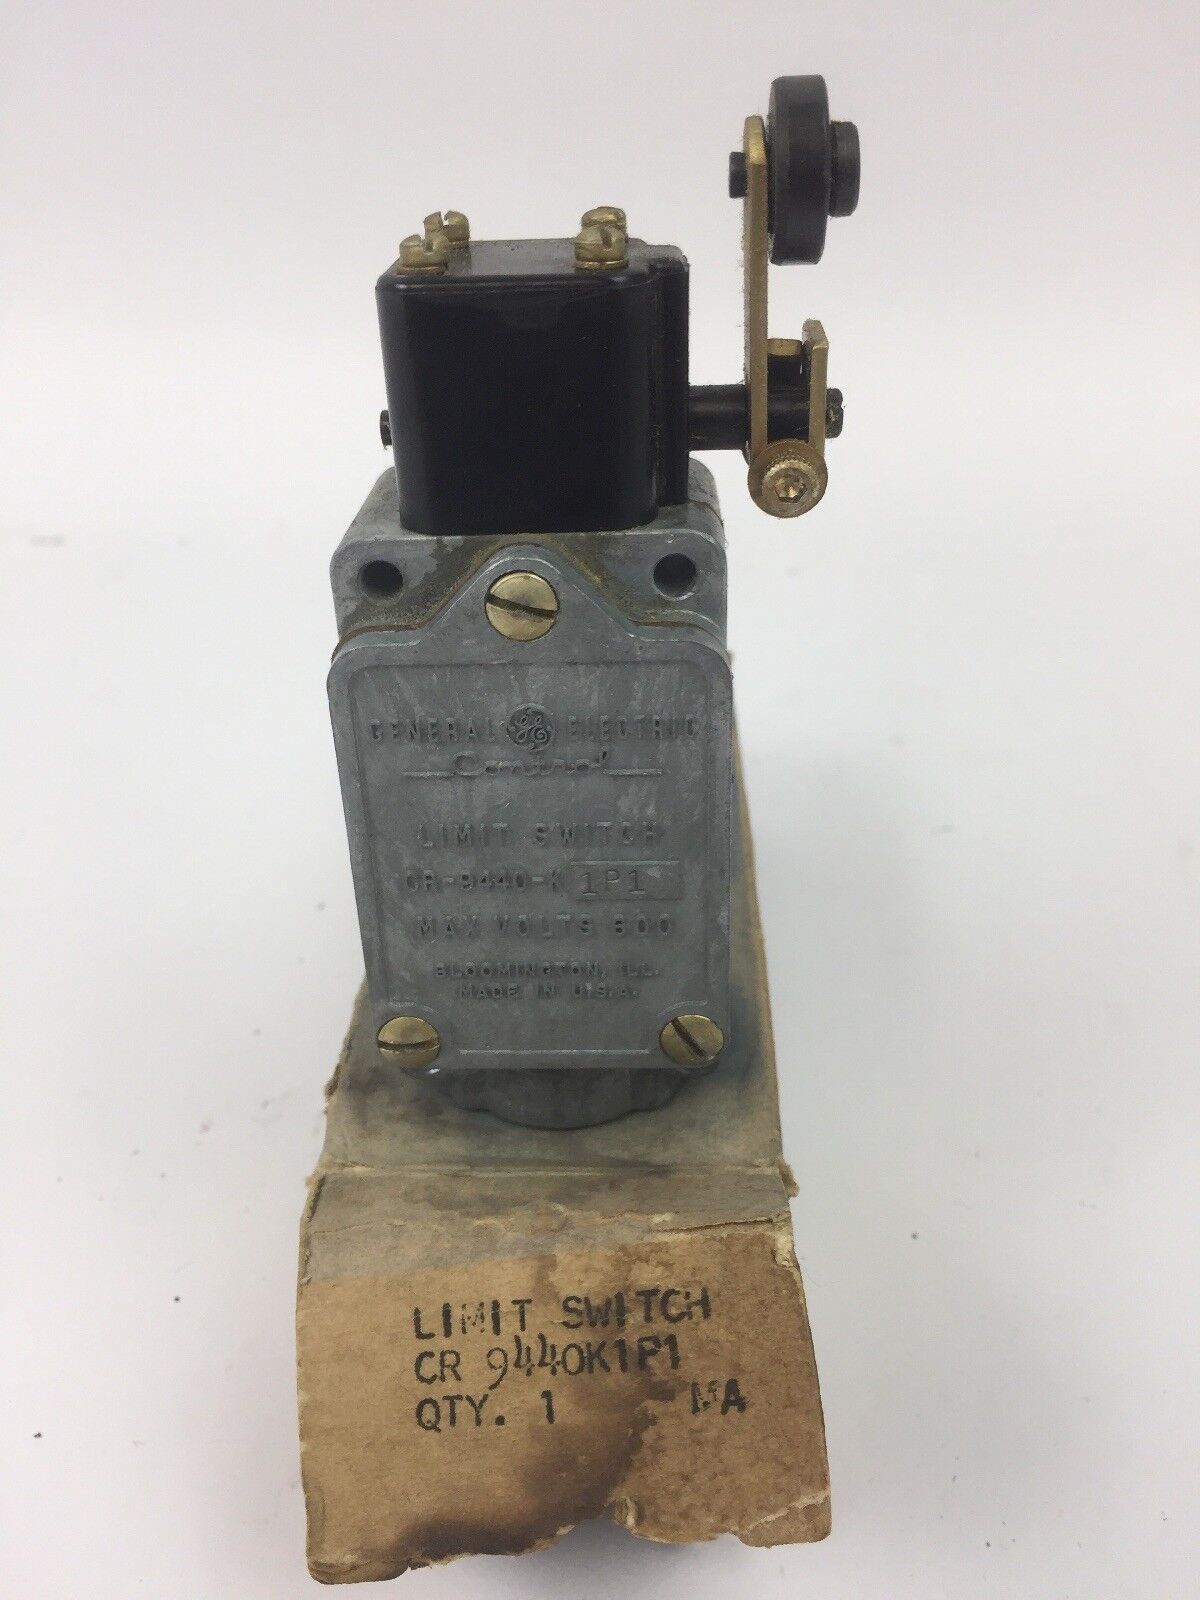 GENERAL GE ELECTRIC
Control
LIMIT SWITCH
CR-9440-K 1P1
MAX VOLTS 600
BLOOMINGTON, ILL.
MADE IN U.S.A.
LIMIT SWITCH
CR 9440K1P1
QTY. 1 MA